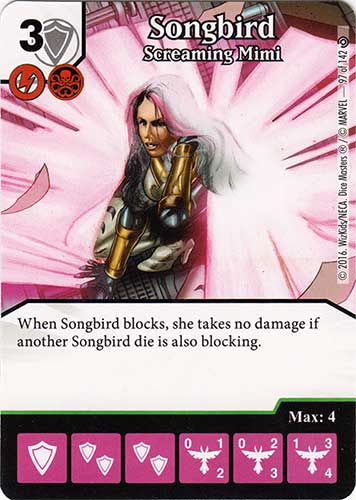 3
Songbird
Screaming Mimi
© 2016. WizKids/NECA. Dice Masters ® / © MARVEL — 97 of 142
When Songbird blocks, she takes no damage if
another Songbird die is also blocking.
Max: 4
0 1 2
0 2 3
1 3 4